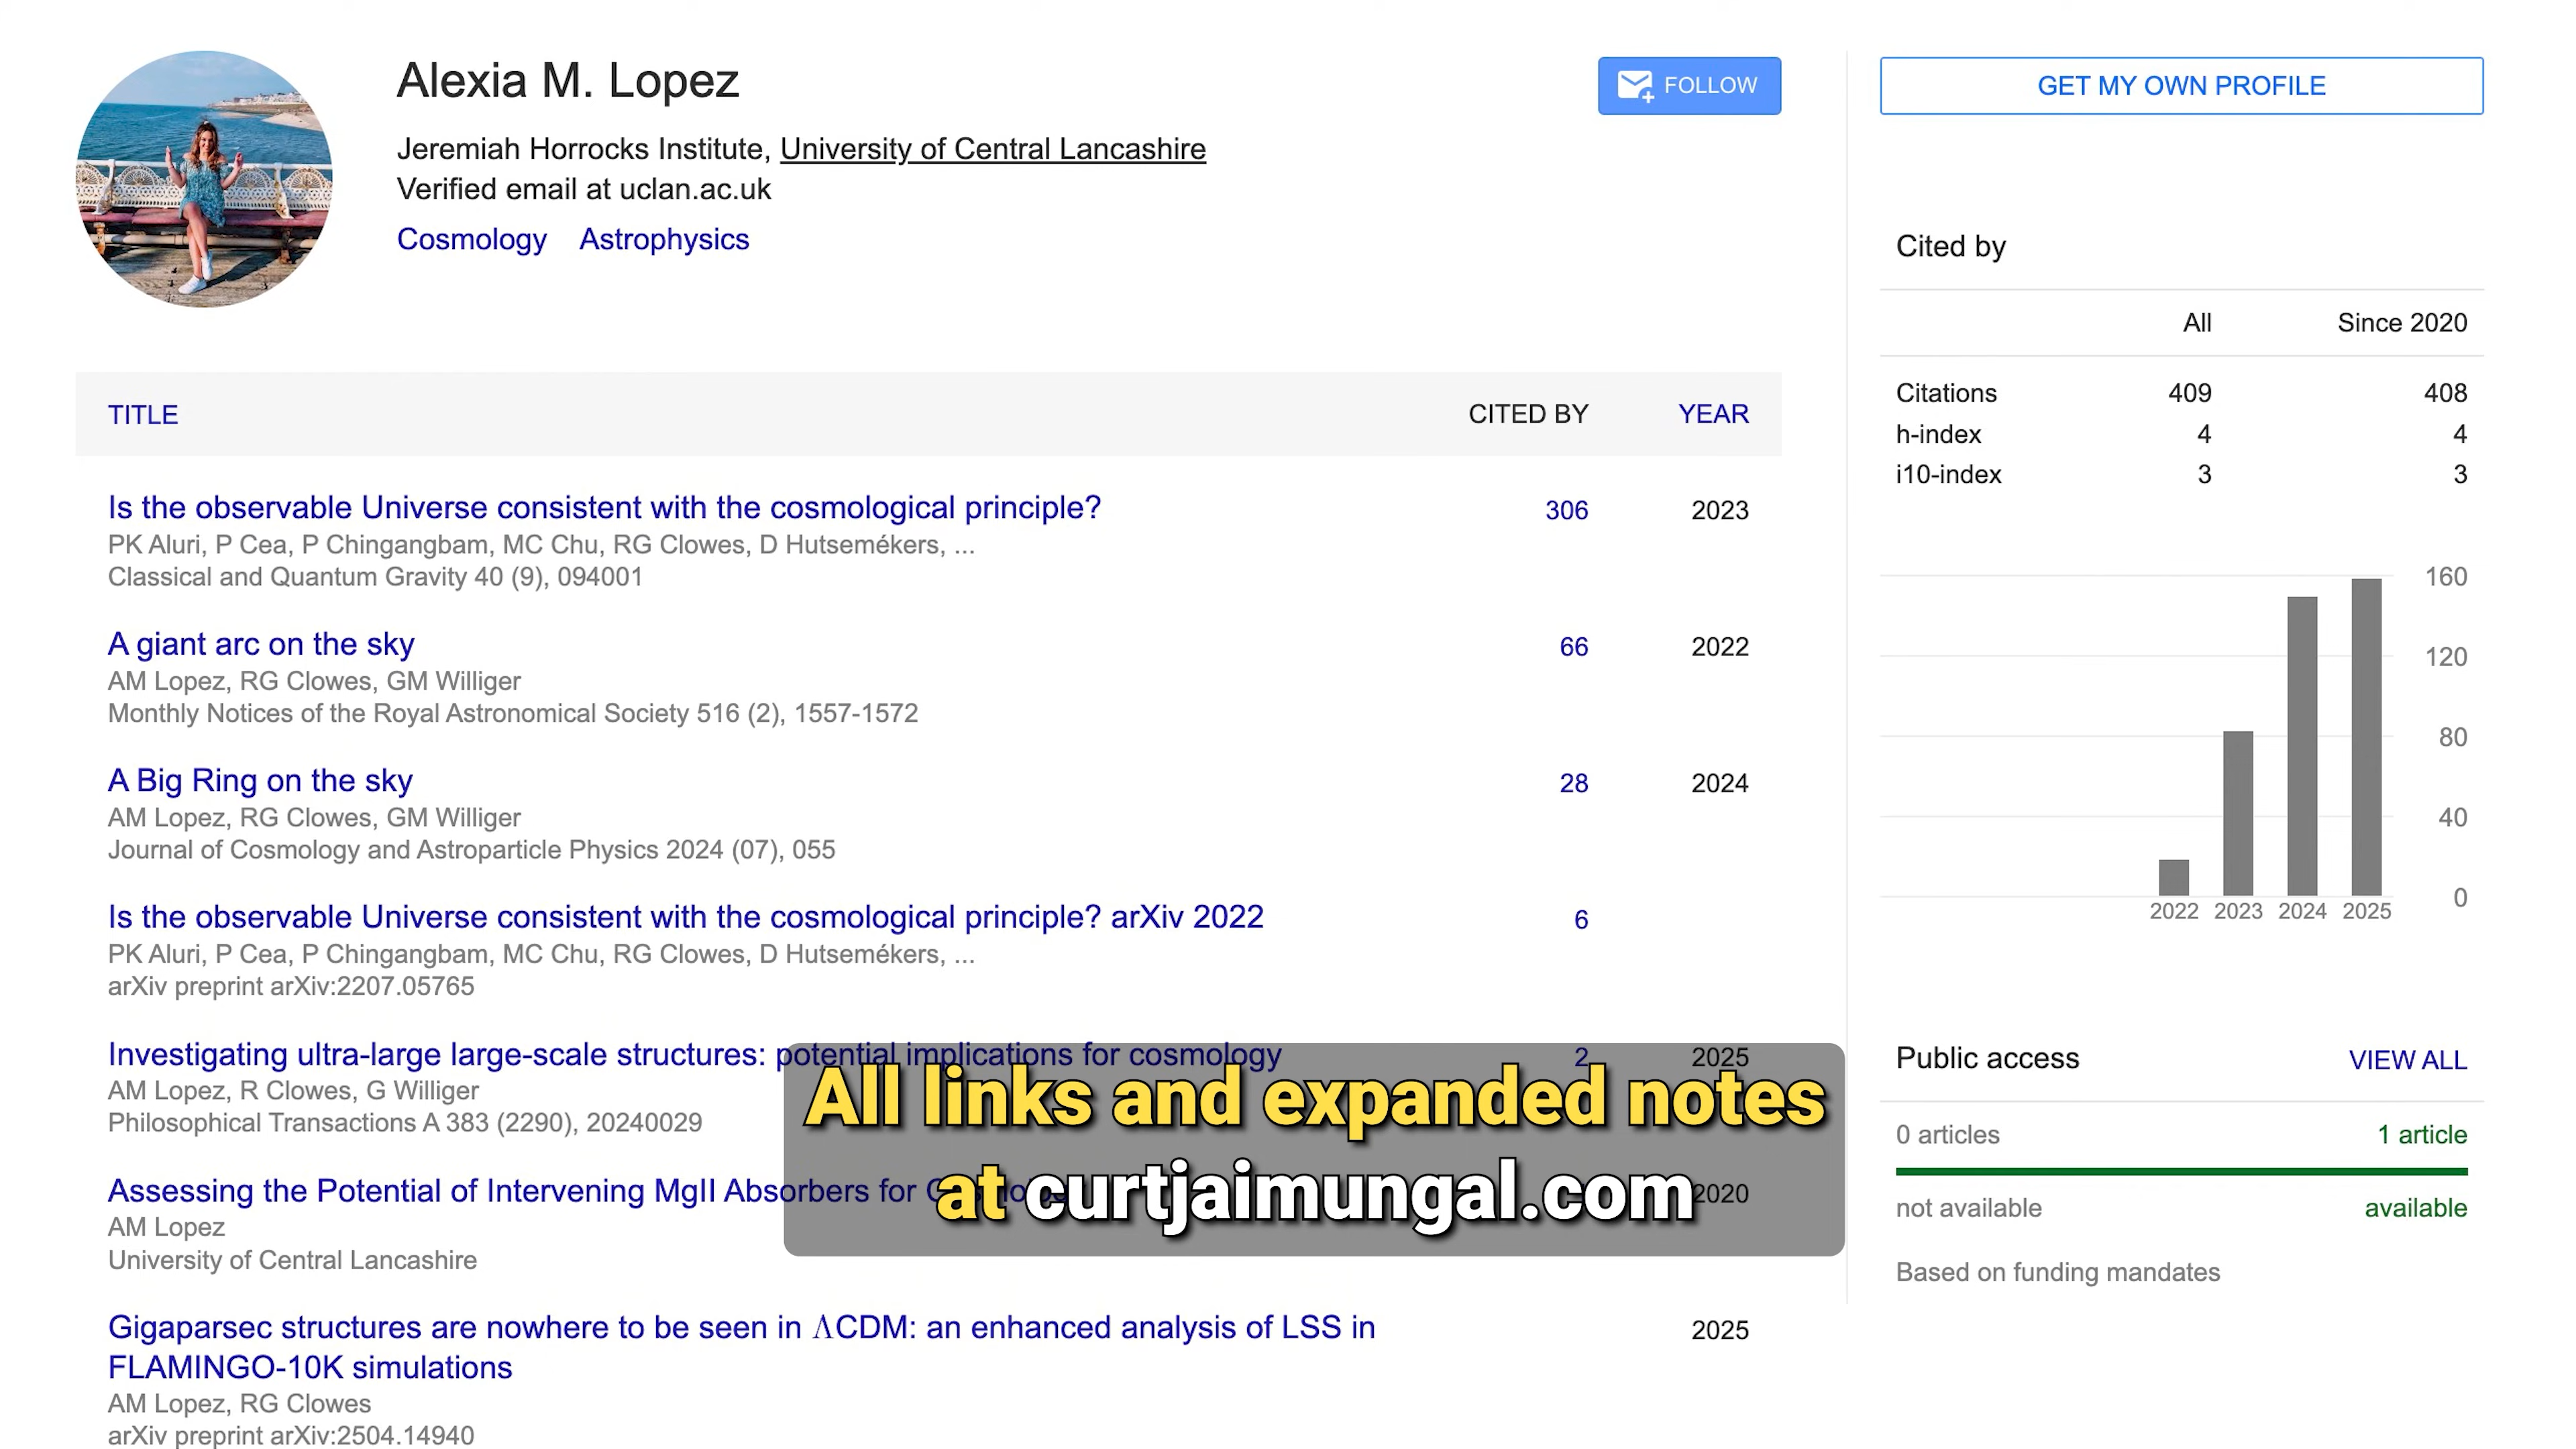 Alexia M. Lopez
FOLLOW
Jeremiah Horrocks Institute, University of Central Lancashire
Verified email at uclan.ac.uk
Cosmology Astrophysics
TITLE CITED BY YEAR
Is the observable Universe consistent with the cosmological principle? 306 2023
PK Aluri, P Cea, P Chingangbam, MC Chu, RG Clowes, D Hutsemékers, ...
Classical and Quantum Gravity 40 (9), 094001
A giant arc on the sky 66 2022
AM Lopez, RG Clowes, GM Williger
Monthly Notices of the Royal Astronomical Society 516 (2), 1557-1572
A Big Ring on the sky 28 2024
AM Lopez, RG Clowes, GM Williger
Journal of Cosmology and Astroparticle Physics 2024 (07), 055
Is the observable Universe consistent with the cosmological principle? arXiv 2022 6
PK Aluri, P Cea, P Chingangbam, MC Chu, RG Clowes, D Hutsemékers, ...
arXiv preprint arXiv:2207.05765
Investigating ultra-large large-scale structures: potential implications for cosmology 2 2025
AM Lopez, R Clowes, G Williger
Philosophical Transactions A 383 (2290), 20240029
Assessing the Potential of Intervening MgII Absorbers for 2020
AM Lopez
University of Central Lancashire
Gigaparsec structures are nowhere to be seen in ΛCDM: an enhanced analysis of LSS in 2025
FLAMINGO-10K simulations
AM Lopez, RG Clowes
arXiv preprint arXiv:2504.14940
All links and expanded notes
at curtjaimungal.com
GET MY OWN PROFILE
Cited by
All Since 2020
Citations 409 408
h-index 4 4
i10-index 3 3
160
120
80
40
0
2022 2023 2024 2025
Public access VIEW ALL
0 articles 1 article
not available available
Based on funding mandates